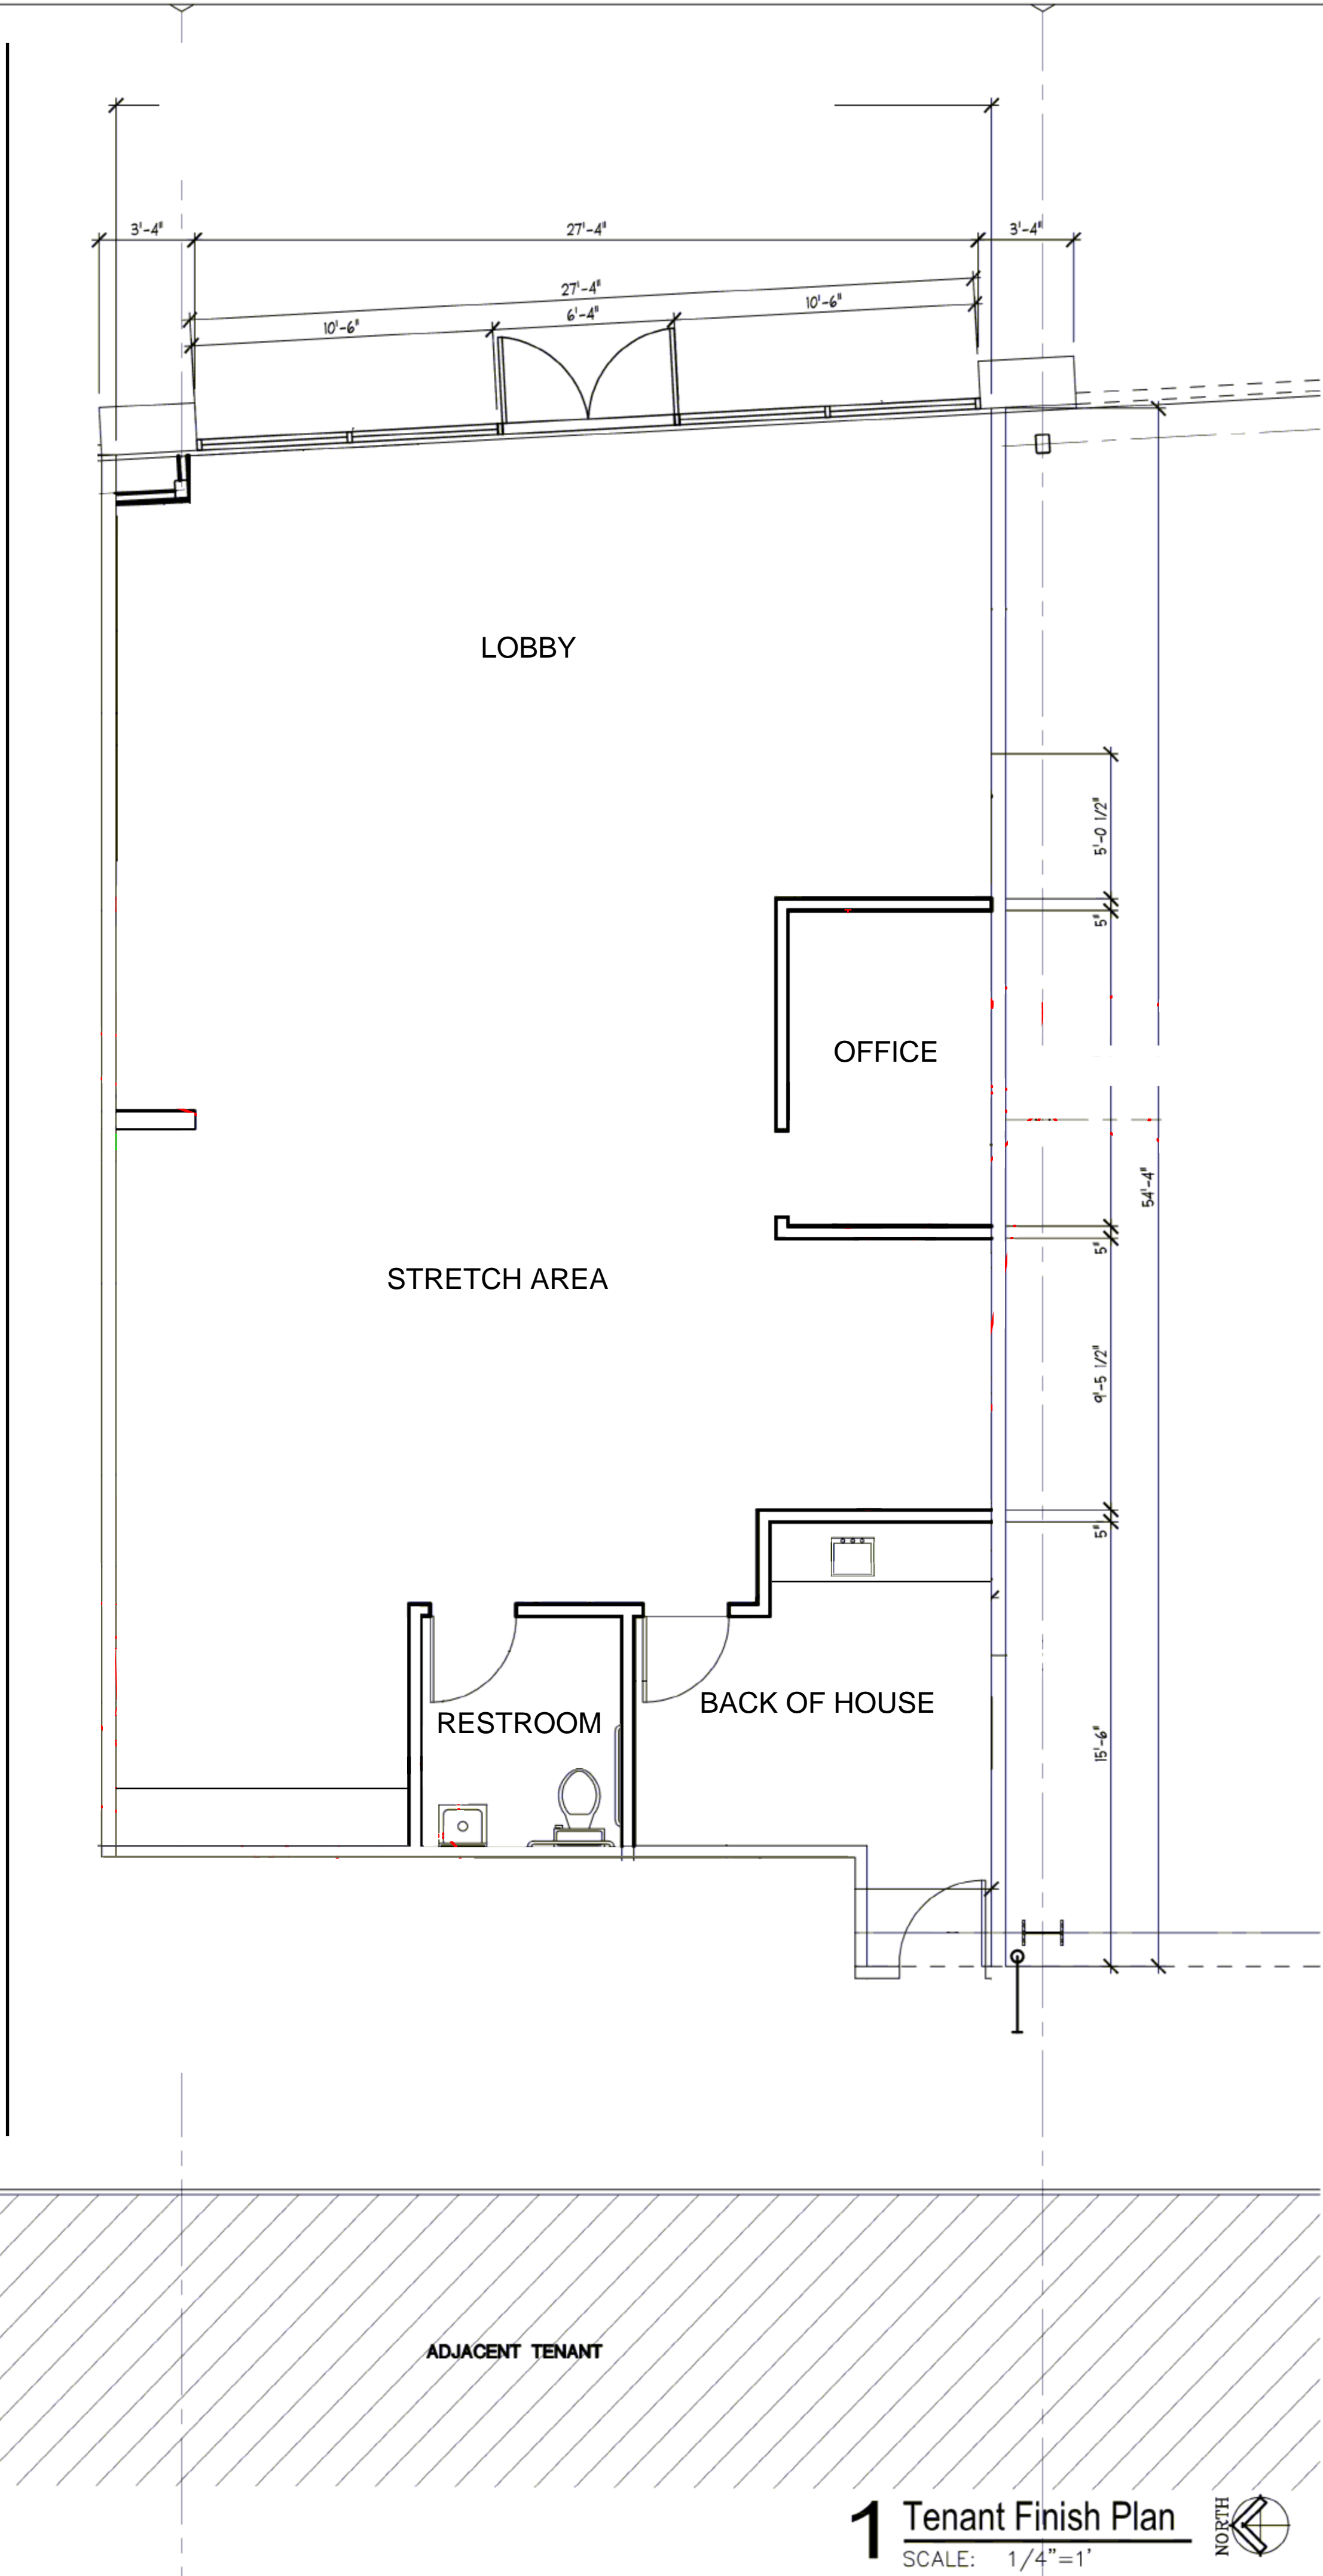 3'-4"
27'-4"
3'-4"
27'-4"
10'-6"
6'-4"
10'-6"
LOBBY
5'-0 1/2"
5"
OFFICE
54'-4"
5"
STRETCH AREA
9'-5 1/2"
5"
BACK OF HOUSE
RESTROOM
15'-6"
ADJACENT TENANT
1 Tenant Finish Plan
NORTH
SCALE: 1/4"=1'